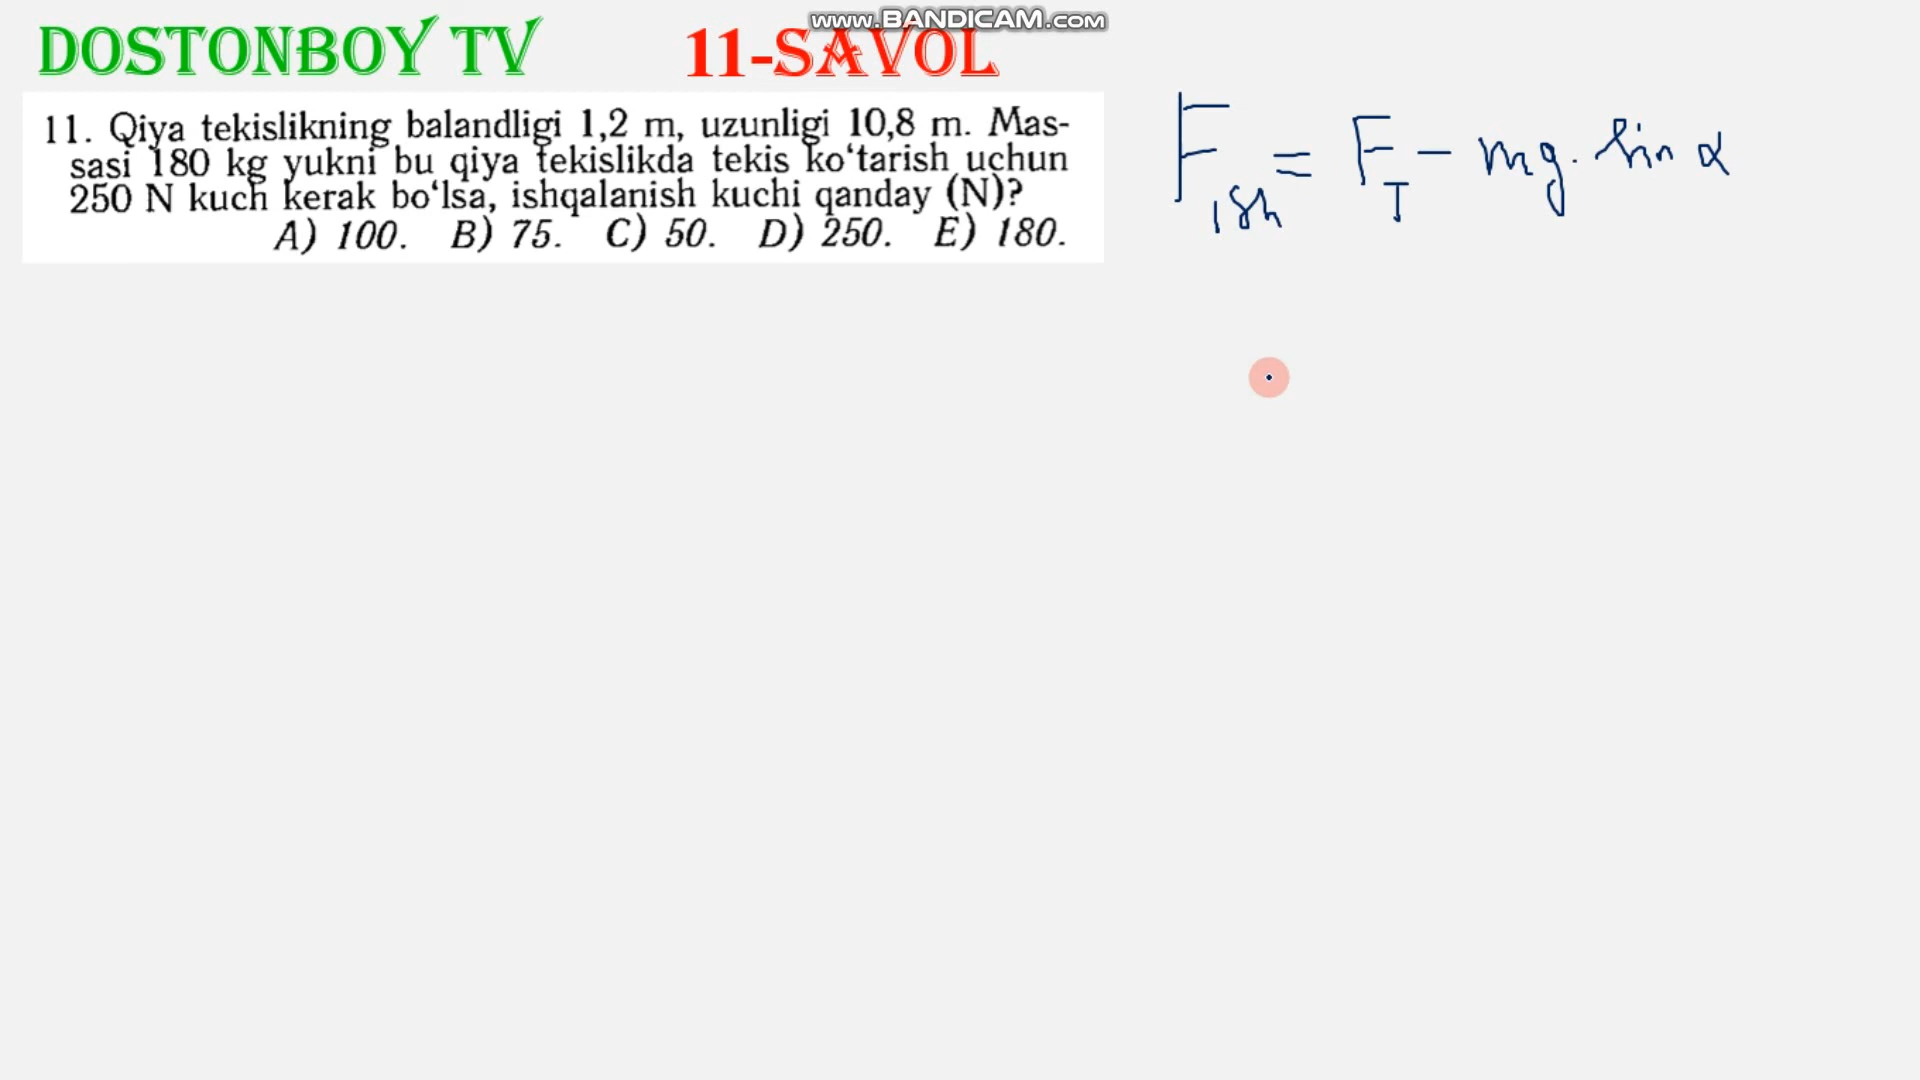 www.BANDICAM.com
DOSTONBOY TV 11-SAVOL
11. Qiya tekislikning balandligi 1,2 m, uzunligi 10,8 m. Mas-
sasi 180 kg yukni bu qiya tekislikda tekis ko‘tarish uchun
250 N kuch kerak bo‘lsa, ishqalanish kuchi qanday (N)?
A) 100. B) 75. C) 50. D) 250. E) 180.
F ish = F T - mg · sin α